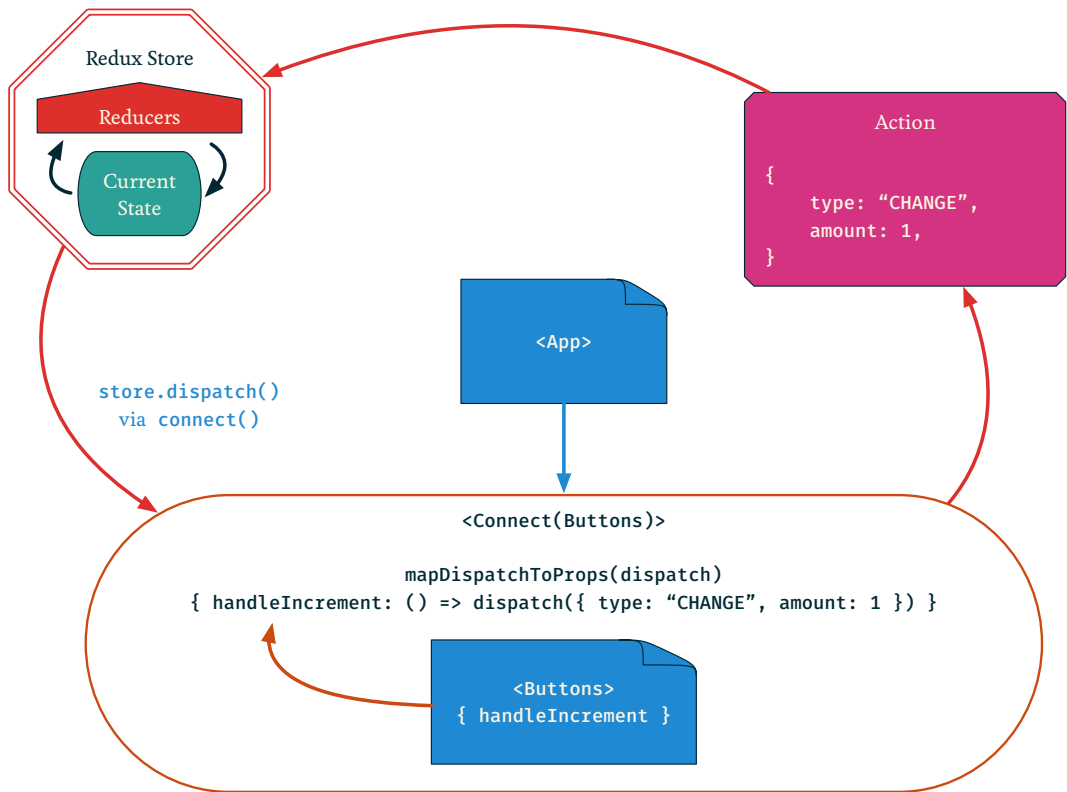 Redux Store
Reducers
Current
State
Action
{
type: “CHANGE”,
amount: 1,
}
<App>
store.dispatch()
via connect()
<Connect(Buttons)>
mapDispatchToProps(dispatch)
{ handleIncrement: () => dispatch({ type: “CHANGE”, amount: 1 }) }
<Buttons>
{ handleIncrement }